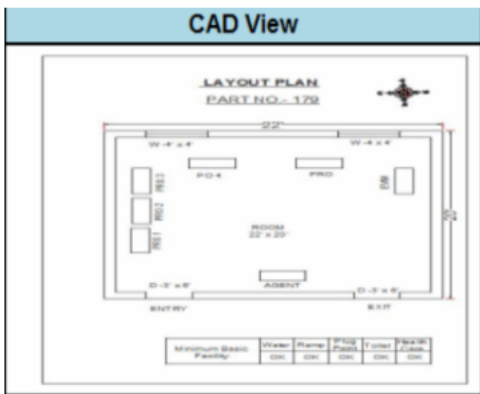 CAD View
LAYOUT PLAN
PART NO.- 179
22'
W-4' x 4'
W-4 x 4'
PO 4
PRO
PRO 3
PRO 2
PRO 1
ROOM
22' x 20'
AGENT
D-3' x 6'
D-3' x 6'
ENTRY
EXIT
Minimum Basic Facility
Water
Ramp
Plug Point
Toilet
Health Care
OK OK OK OK OK